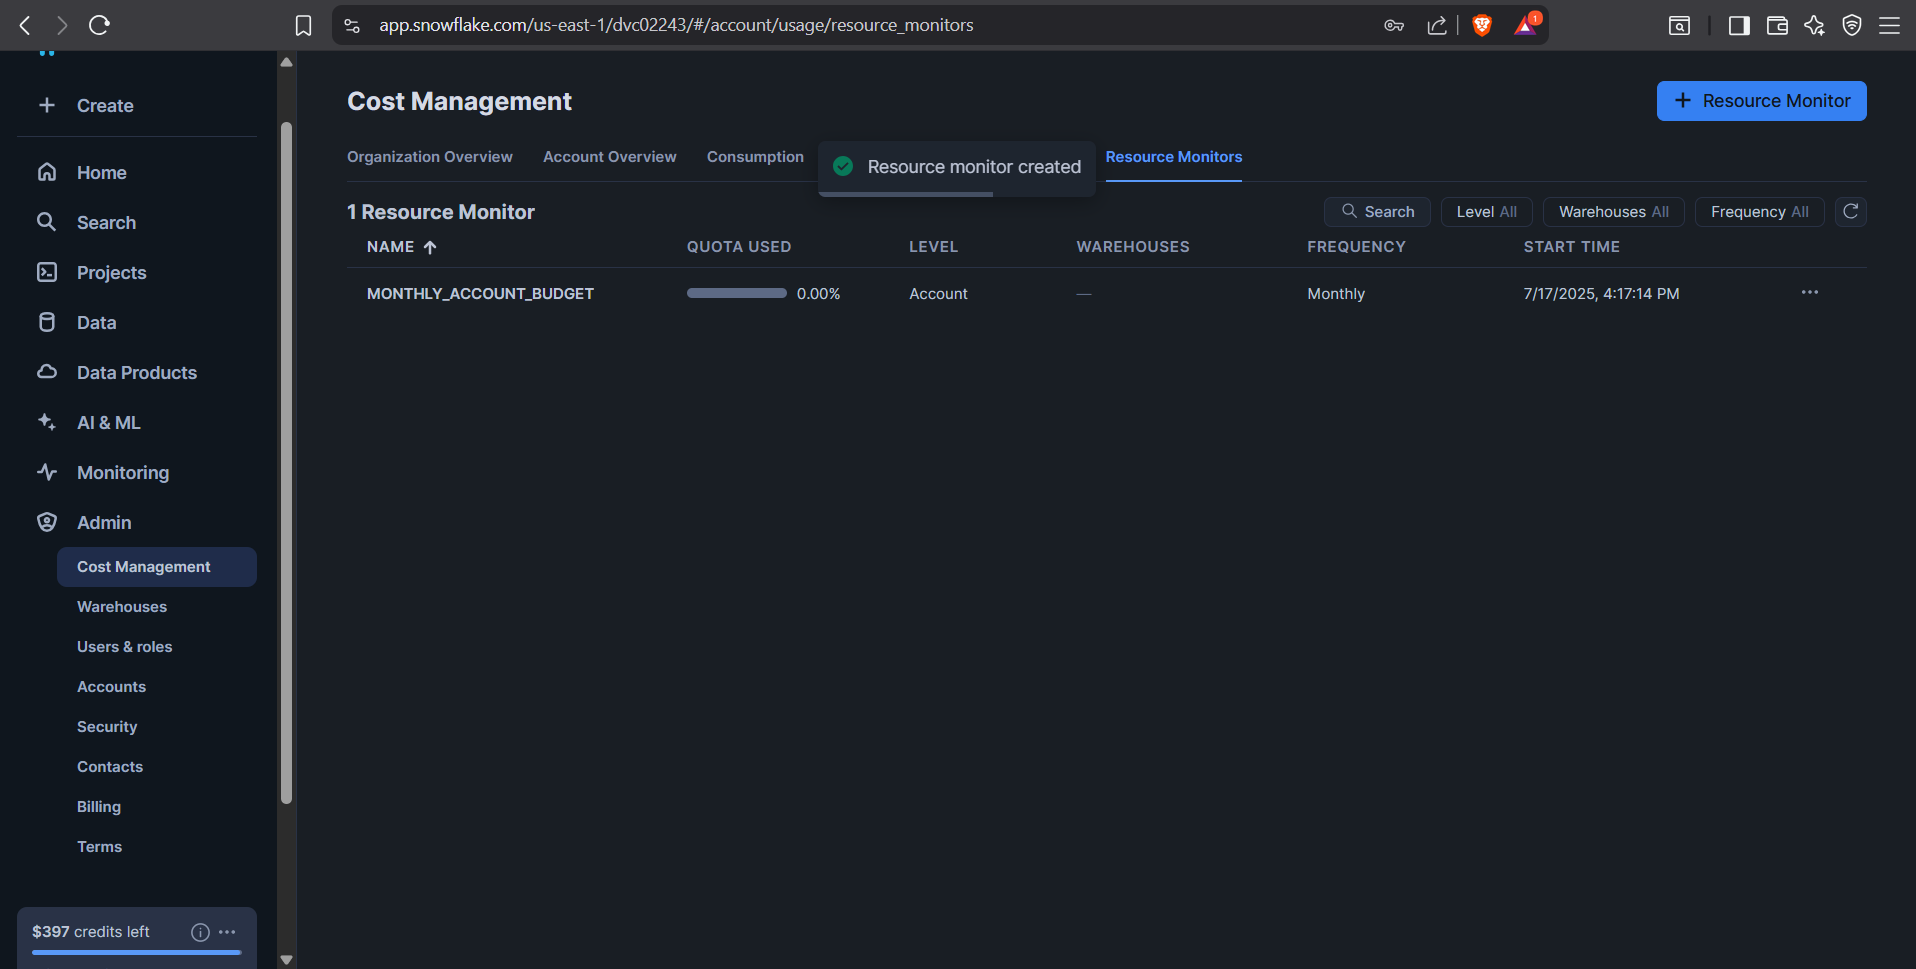 app.snowflake.com/us-east-1/dvc02243/#/account/usage/resource_monitors
1
Create
Home
Search
Projects
Data
Data Products
AI & ML
Monitoring
Admin
Cost Management
Warehouses
Users & roles
Accounts
Security
Contacts
Billing
Terms
$397 credits left
Cost Management
+ Resource Monitor
Organization Overview Account Overview Consumption Resource Monitors
Resource monitor created
1 Resource Monitor
Search Level All Warehouses All Frequency All
NAME ↑ QUOTA USED LEVEL WAREHOUSES FREQUENCY START TIME
MONTHLY_ACCOUNT_BUDGET 0.00% Account — Monthly 7/17/2025, 4:17:14 PM